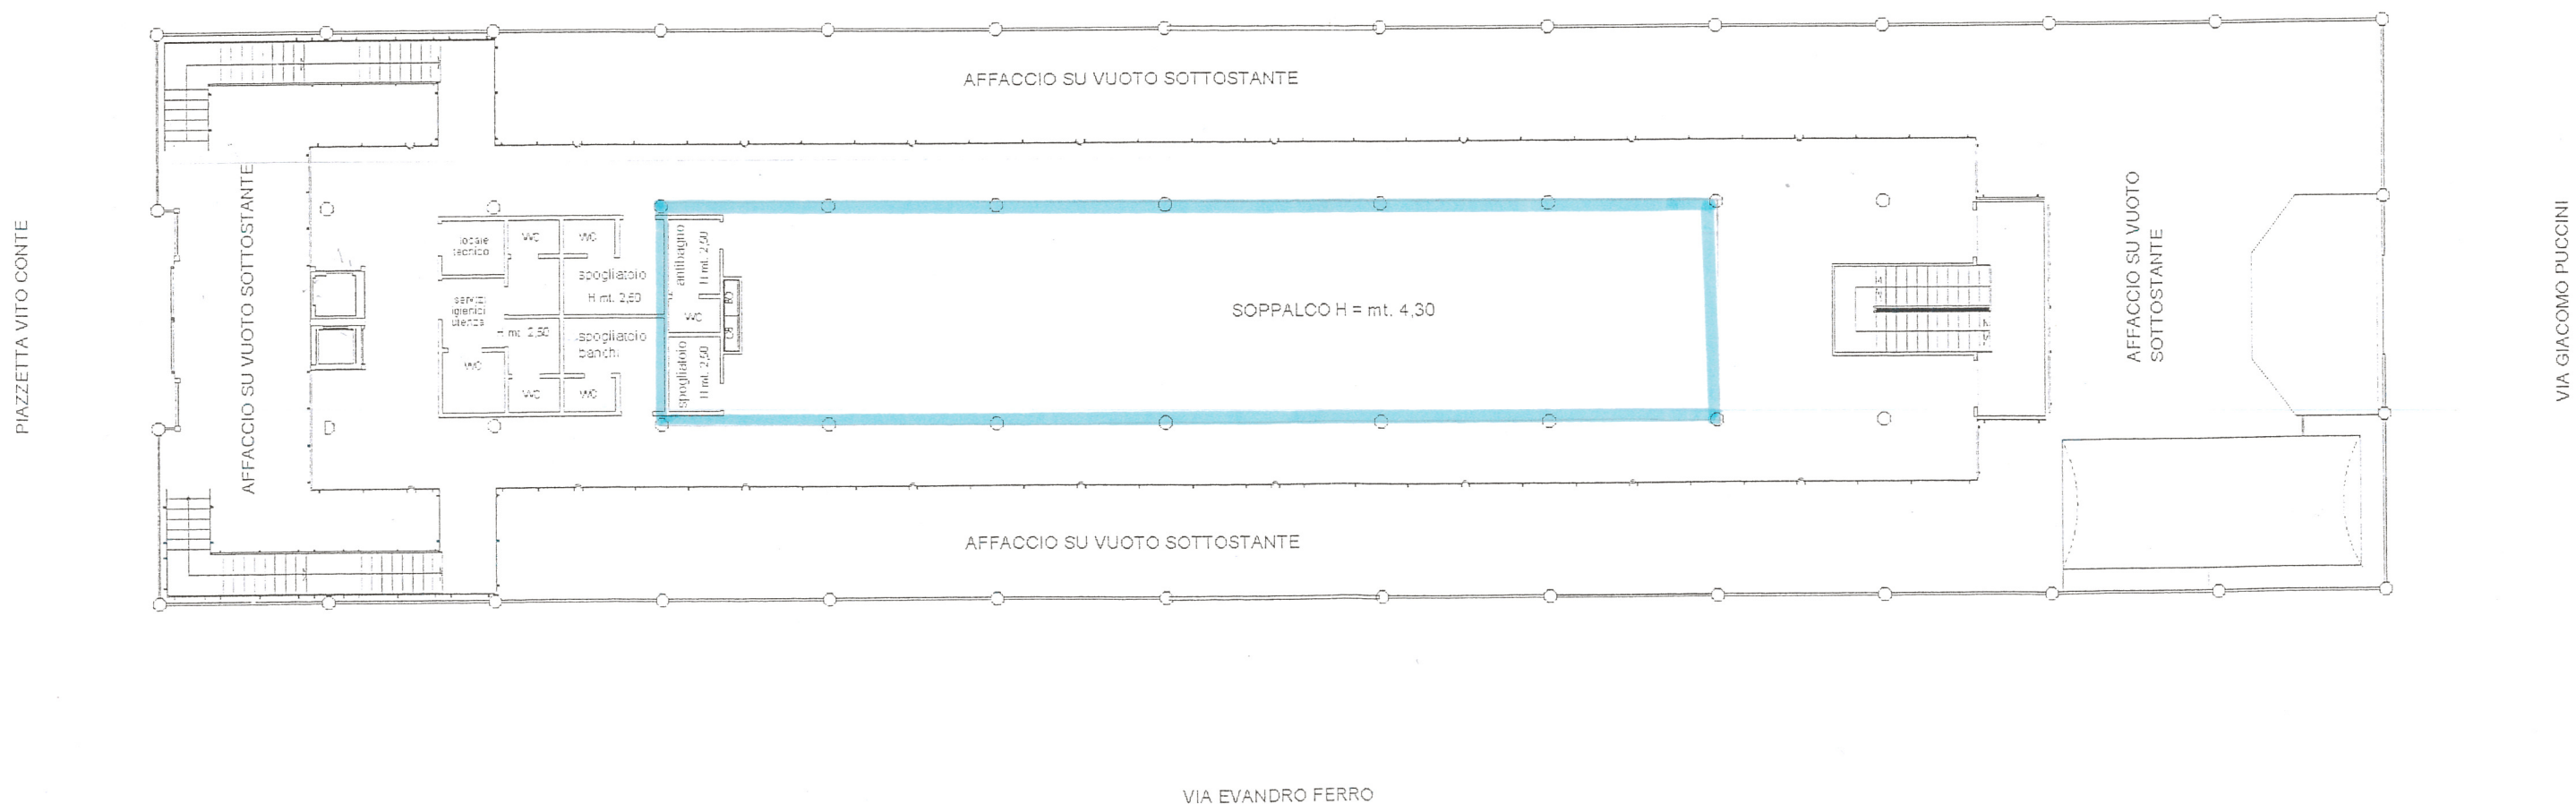 AFFACCIO SU VUOTO SOTTOSTANTE
PIAZZETTA VITO CONTE
AFFACCIO SU VUOTO SOTTOSTANTE
locale
tecnico
WC
WC
spogliatoio
H mt. 2,50
servizi
igienici
utenza
H mt. 2,50
spogliatoio
banchi
WC
WC
WC
antibagno
H mt. 2,50
WC
spogliatoio
H mt. 2,50
SOPPALCO H = mt. 4,30
AFFACCIO SU VUOTO
SOTTOSTANTE
VIA GIACOMO PUCCINI
AFFACCIO SU VUOTO SOTTOSTANTE
VIA EVANDRO FERRO